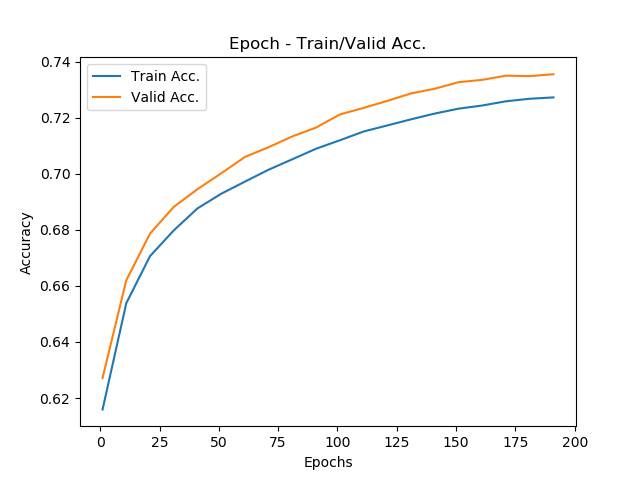 Epoch - Train/Valid Acc.
Train Acc.
Valid Acc.
0.74
0.72
0.70
0.68
0.66
0.64
0.62
Accuracy
0 25 50 75 100 125 150 175 200
Epochs